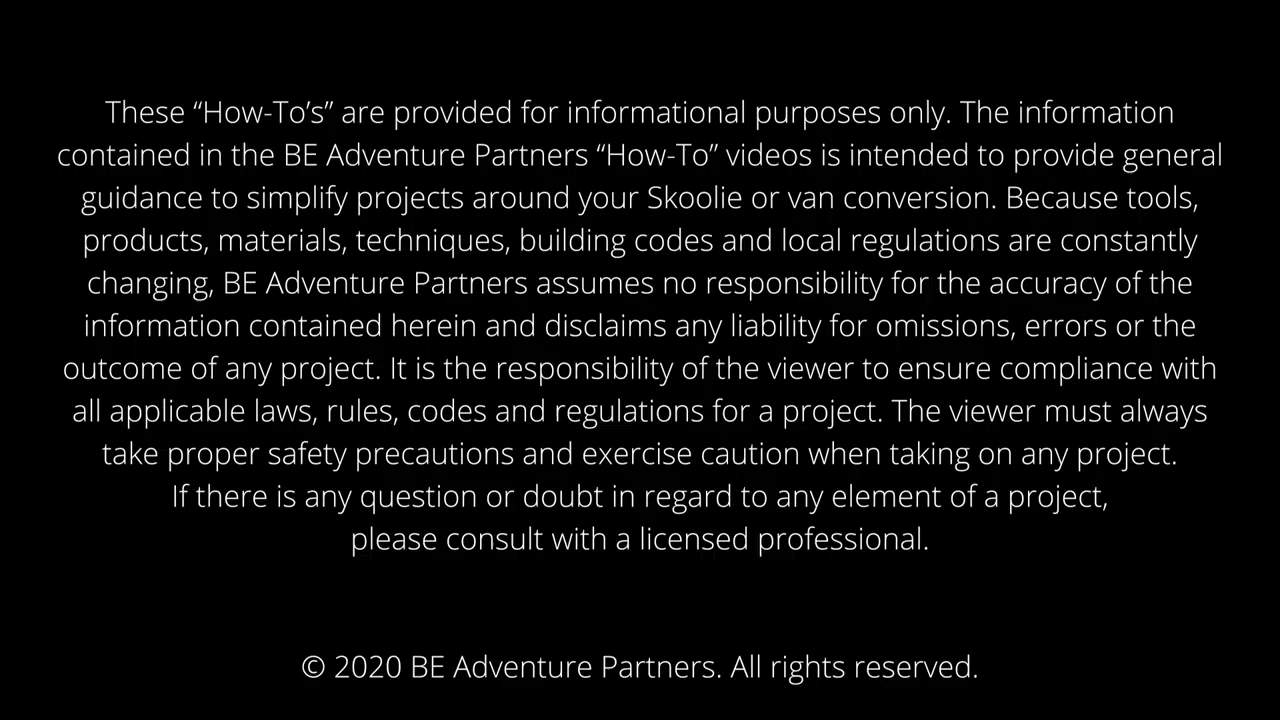 These “How-To’s” are provided for informational purposes only. The information
contained in the BE Adventure Partners “How-To” videos is intended to provide general
guidance to simplify projects around your Skoolie or van conversion. Because tools,
products, materials, techniques, building codes and local regulations are constantly
changing, BE Adventure Partners assumes no responsibility for the accuracy of the
information contained herein and disclaims any liability for omissions, errors or the
outcome of any project. It is the responsibility of the viewer to ensure compliance with
all applicable laws, rules, codes and regulations for a project. The viewer must always
take proper safety precautions and exercise caution when taking on any project.
If there is any question or doubt in regard to any element of a project,
please consult with a licensed professional.
© 2020 BE Adventure Partners. All rights reserved.